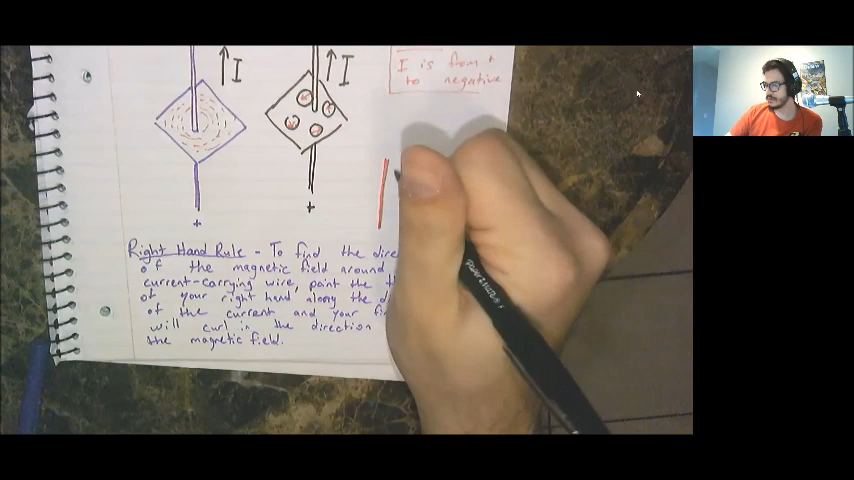 I
I
I is from +
to negative
+
+
Right Hand Rule - To find the dire
of the magnetic field around
current-carrying wire, point the t
of your right hand along the d
of the current and your fi
will curl in the direction
the magnetic field.